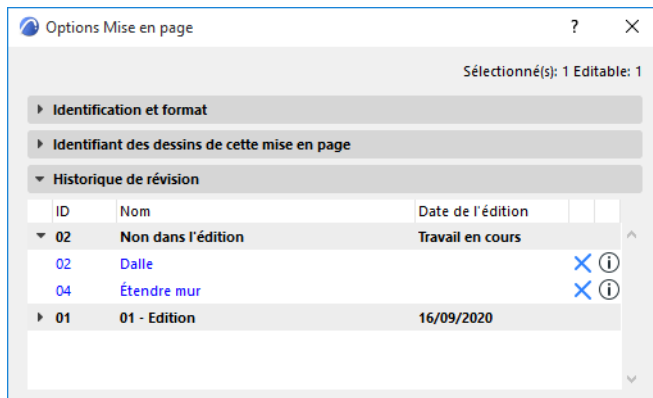 Options Mise en page ?
Sélectionné(s): 1 Editable: 1
Identification et format
Identifiant des dessins de cette mise en page
Historique de révision
ID Nom Date de l'édition
02 Non dans l'édition Travail en cours
02 Dalle
04 Étendre mur
01 01 - Edition 16/09/2020